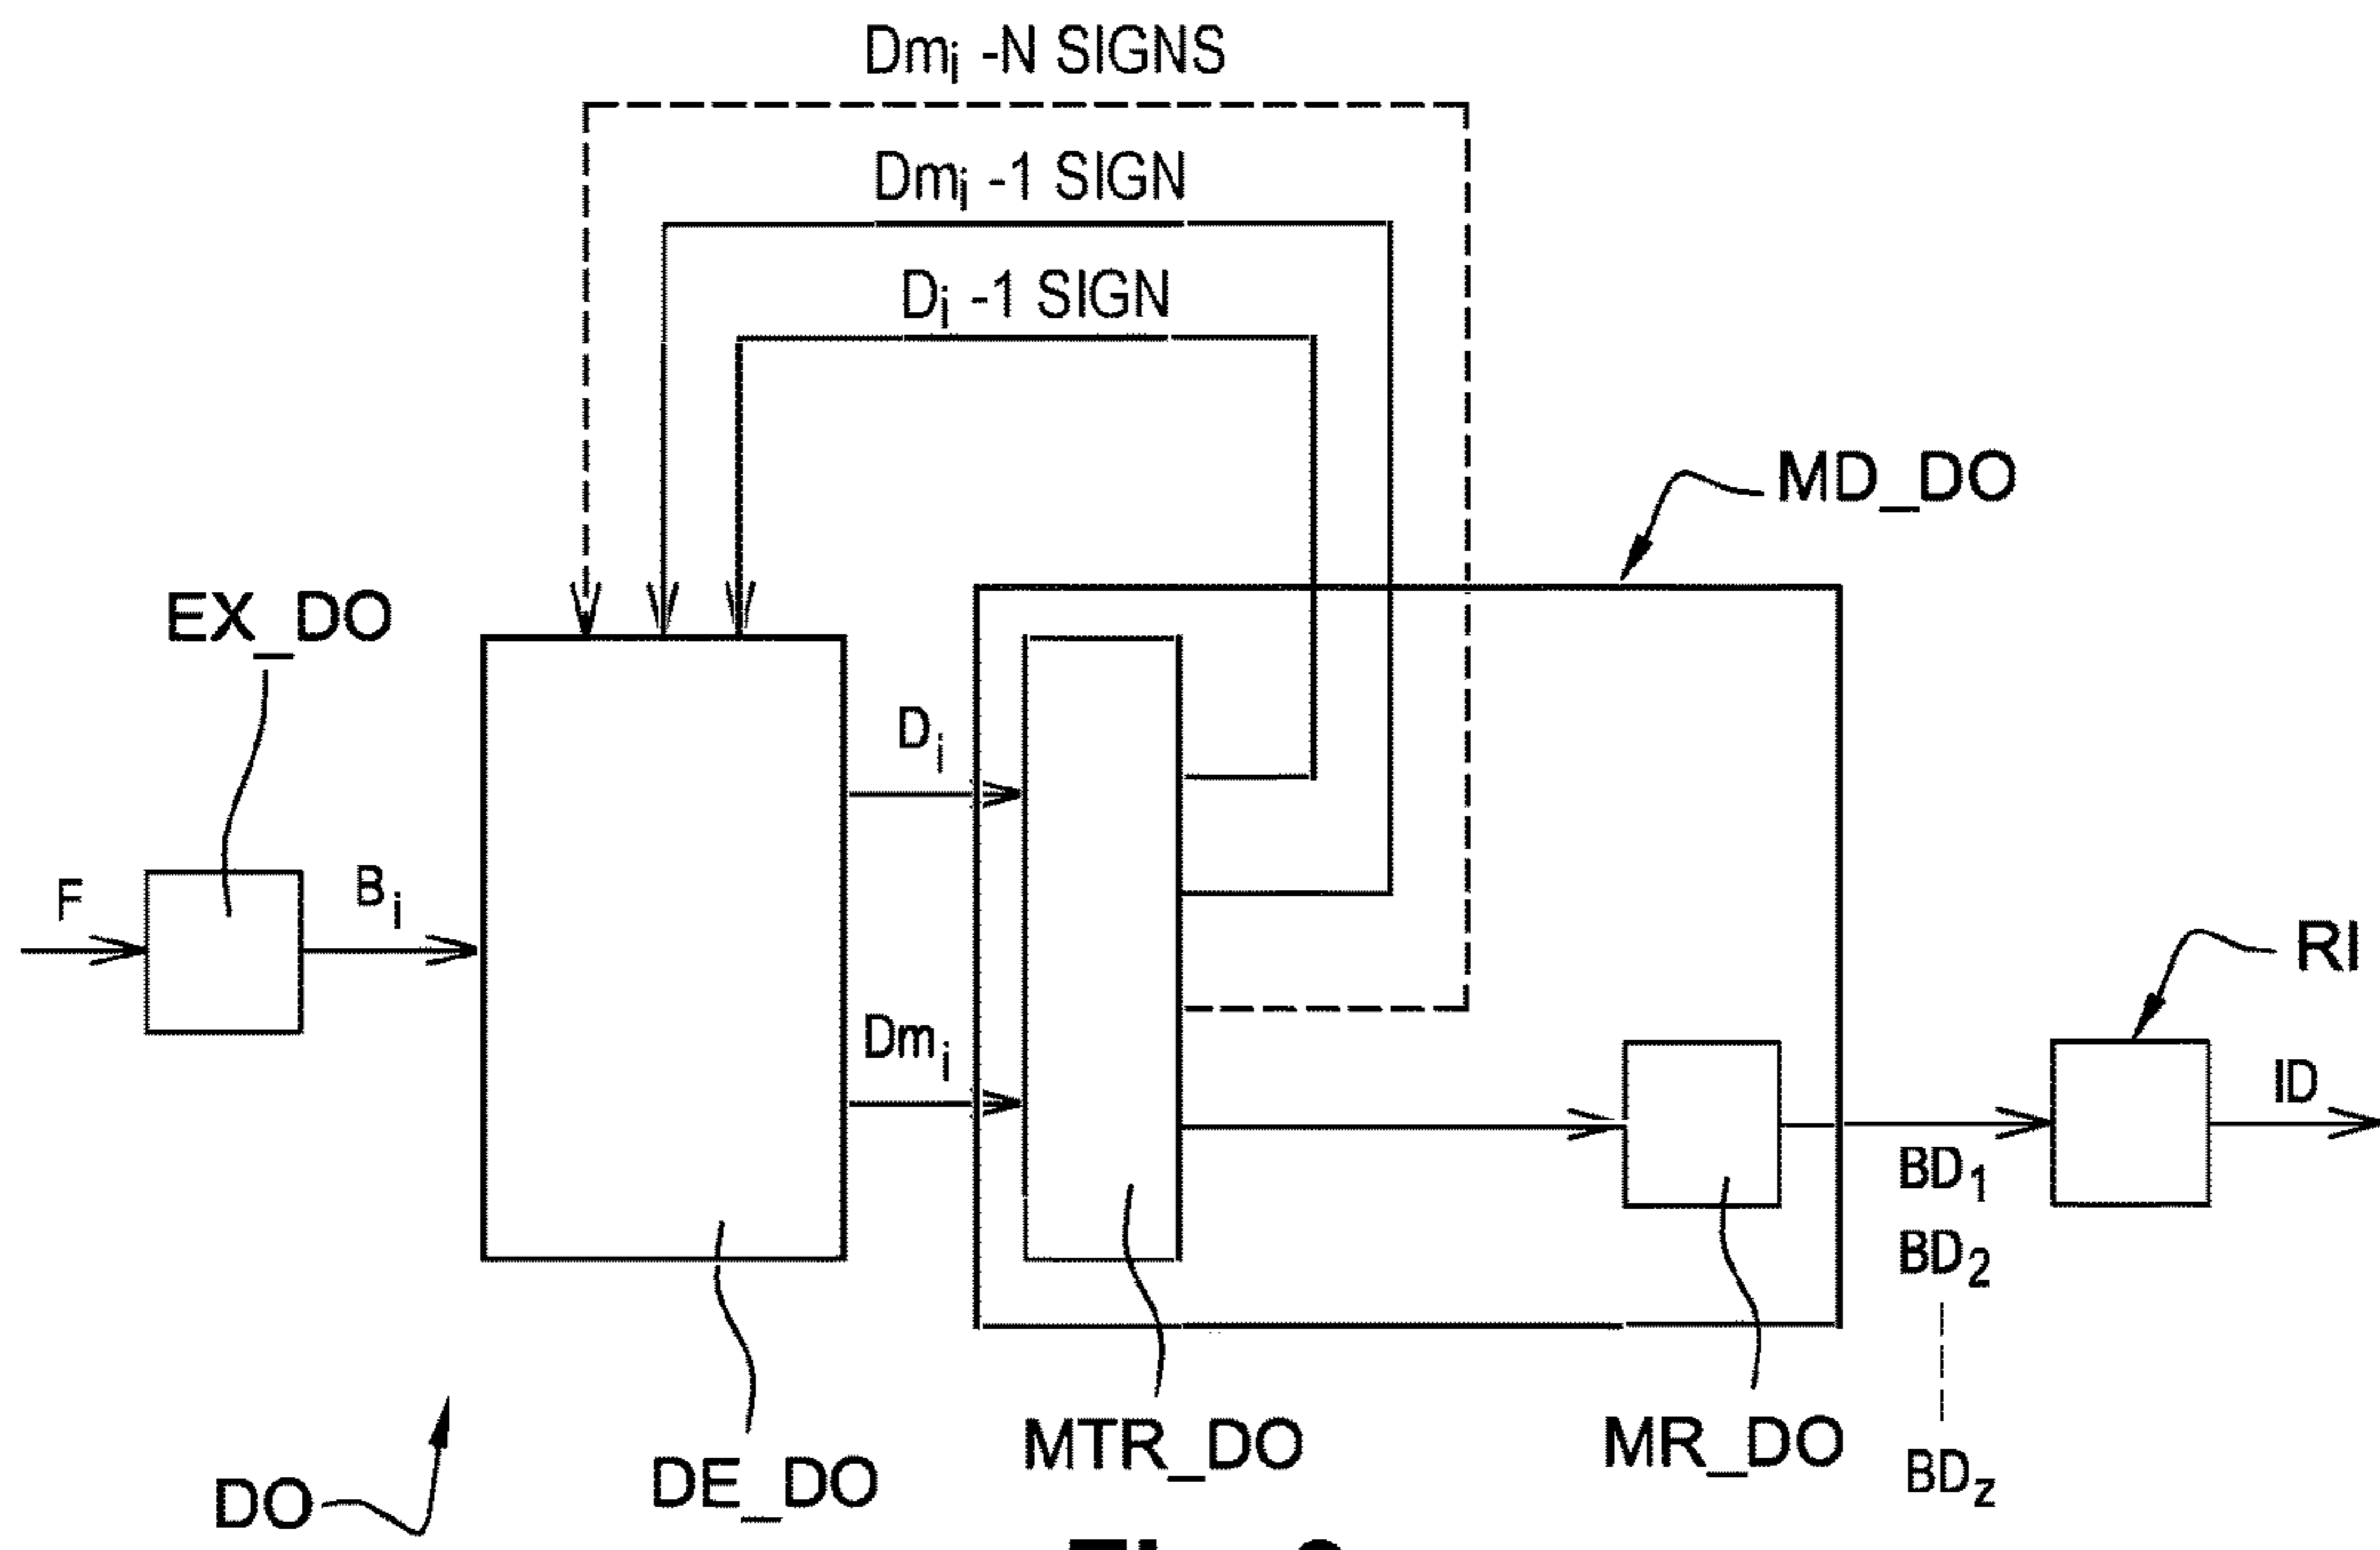 Dmi -N SIGNS
Dmi -1 SIGN
Di -1 SIGN
MD_DO
EX_DO
Di
F
Bi
RI
Dmi
ID
BD1
BD2
BDz
MTR_DO
MR_DO
DE_DO
DO